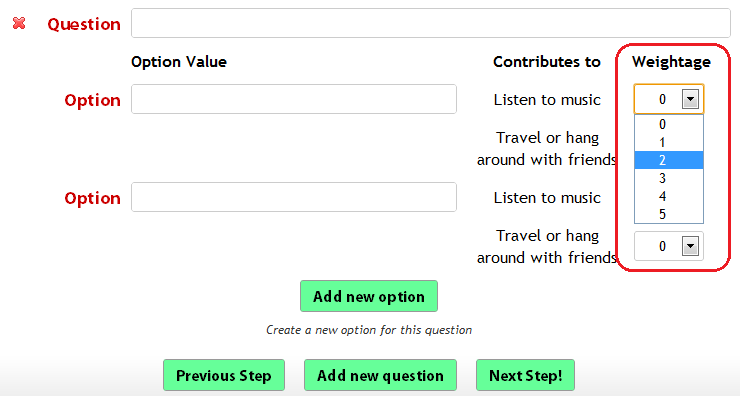 Question
Option Value Contributes to Weightage
Option Listen to music 0
0
1
Travel or hang
around with friends
2
3
4
5
Option Listen to music
Travel or hang
around with friends 0
Add new option
Create a new option for this question
Previous Step Add new question Next Step!